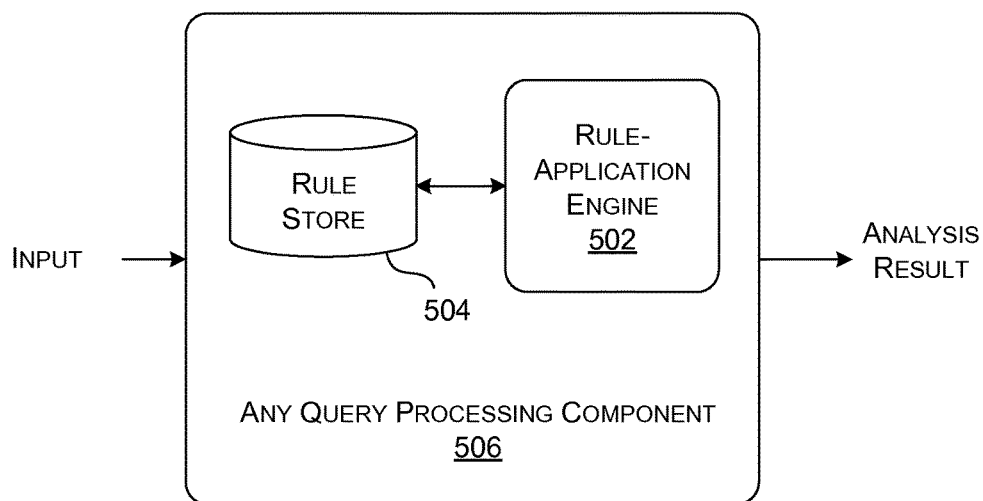 RULE-
APPLICATION
ENGINE
502
RULE
STORE
INPUT
ANALYSIS
RESULT
504
ANY QUERY PROCESSING COMPONENT
506